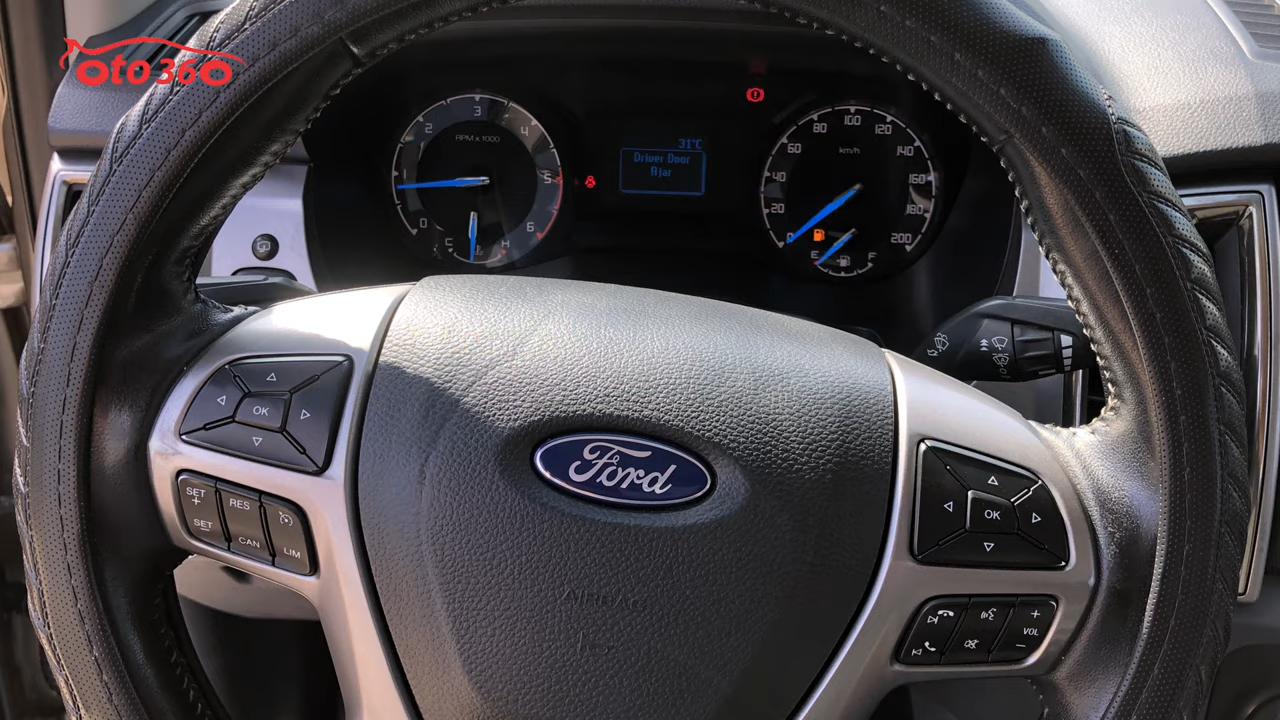 oto360
100
80
120
3
2
4
RPM x 1000
31°C
km/h
60
140
Driver Door
Ajar
40
160
1
5
20
180
0
6
0
200
C
H
E
F
OK
OK
SET
+
RES
SET
–
CAN
LIM
Ford
AIRBAG
+
VOL
–